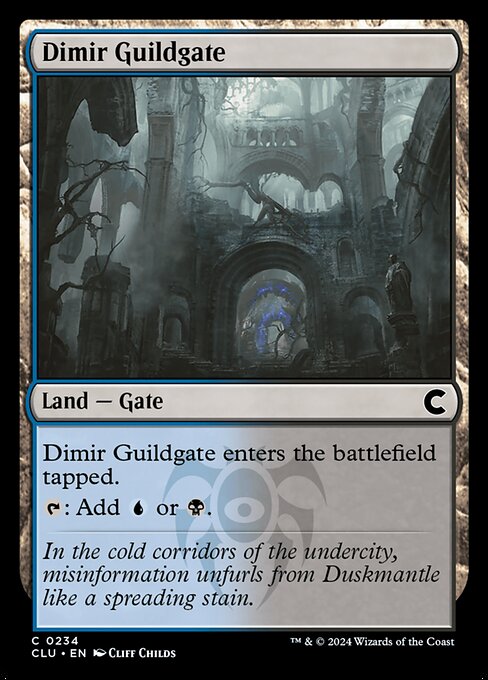 Dimir Guildgate
Land — Gate
Dimir Guildgate enters the battlefield
tapped.
: Add or .
In the cold corridors of the undercity,
misinformation unfurls from Duskmantle
like a spreading stain.
C 0234
™ & © 2024 Wizards of the Coast
CLU • EN Cliff Childs